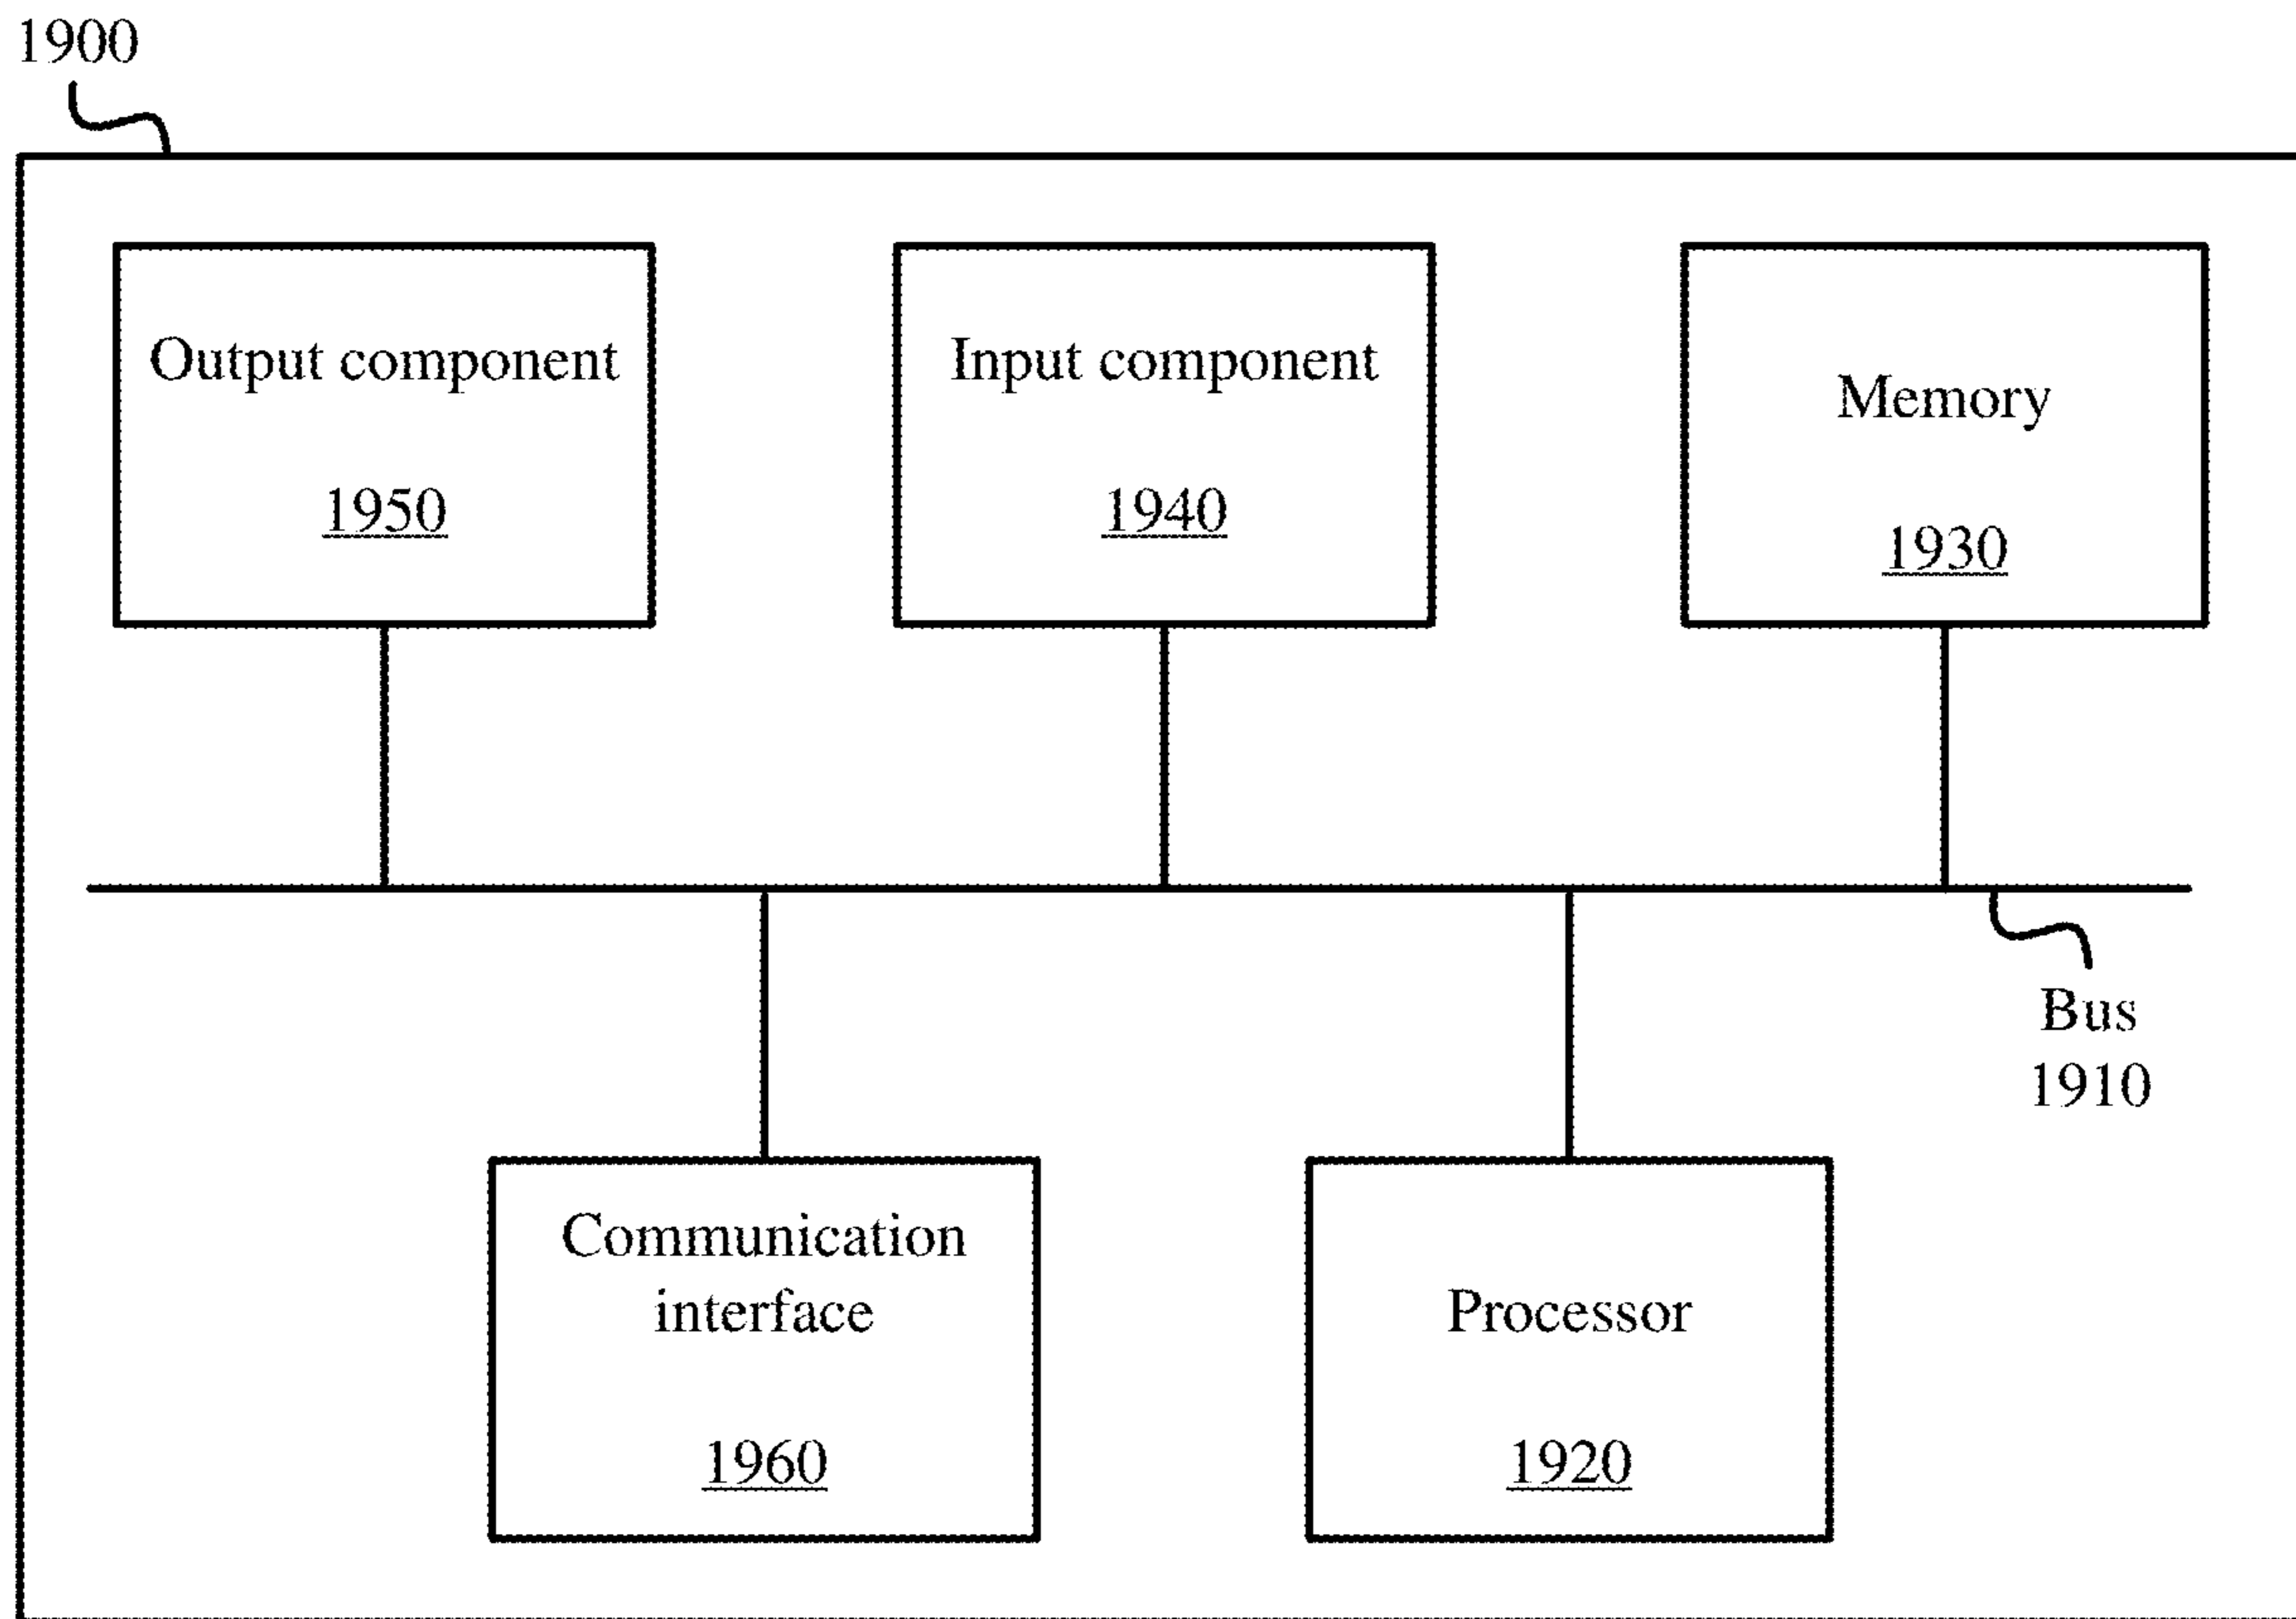 1900
Output component
1950
Input component
1940
Memory
1930
Bus
1910
Communication
interface
1960
Processor
1920